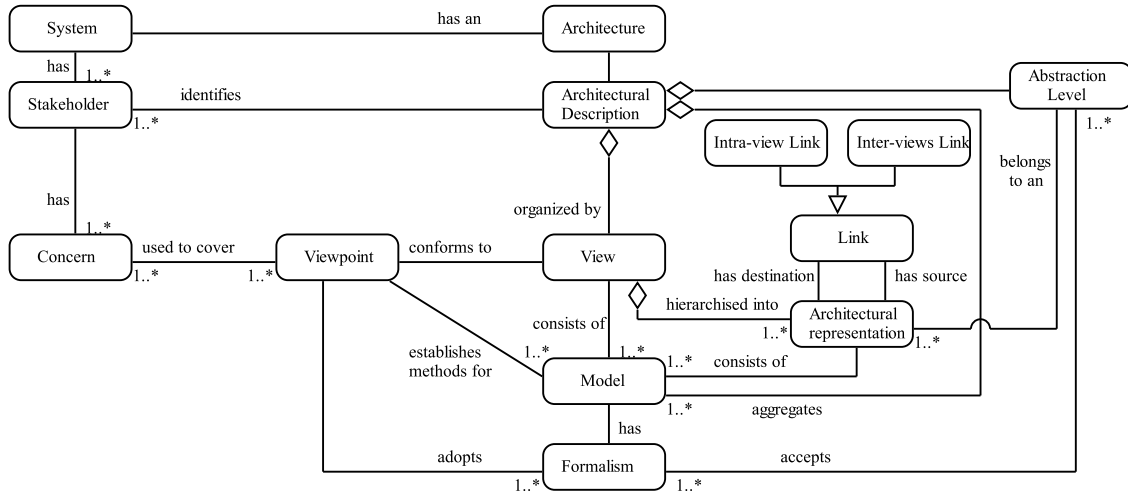 System
has an
Architecture
has
1..*
Stakeholder
identifies
1..*
Architectural
Description
Abstraction
Level
1..*
Intra-view Link
Inter-views Link
belongs
to an
has
1..*
organized by
Concern
1..*
used to cover
1..*
Viewpoint
conforms to
View
Link
has destination
has source
hierarchised into
1..*
Architectural
representation
1..*
consists of
1..*
1..*
establishes
methods for
1..*
consists of
Model
1..*
aggregates
has
adopts
1..*
Formalism
1..*
accepts